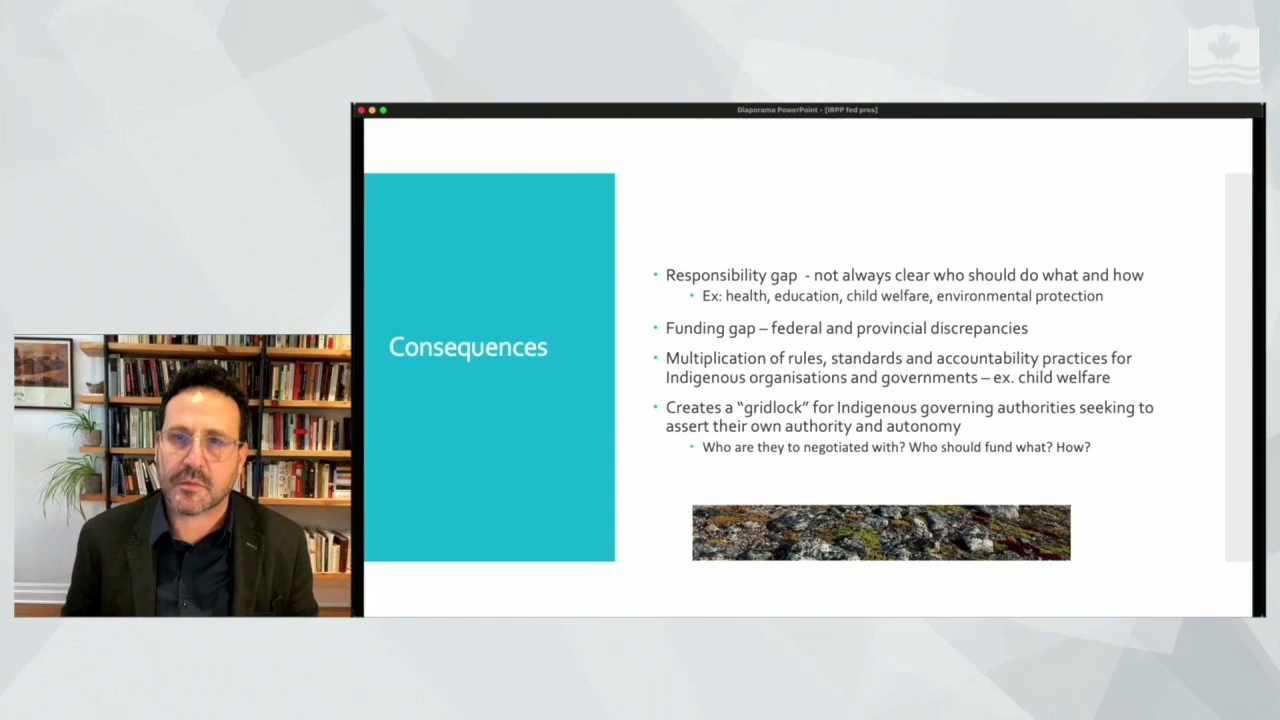 Diaporama PowerPoint - [IRPP fed pres]
Consequences
Responsibility gap - not always clear who should do what and how
Ex: health, education, child welfare, environmental protection
Funding gap – federal and provincial discrepancies
Multiplication of rules, standards and accountability practices for
Indigenous organisations and governments – ex. child welfare
Creates a “gridlock” for Indigenous governing authorities seeking to
assert their own authority and autonomy
Who are they to negotiated with? Who should fund what? How?